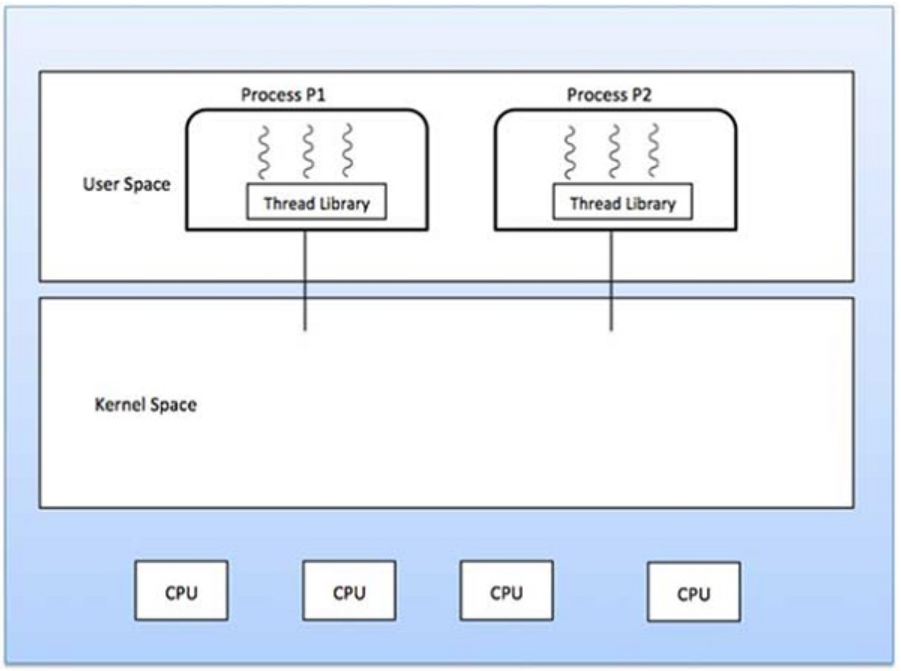 Process P1
Process P2
User Space
Thread Library
Thread Library
Kernel Space
CPU
CPU
CPU
CPU